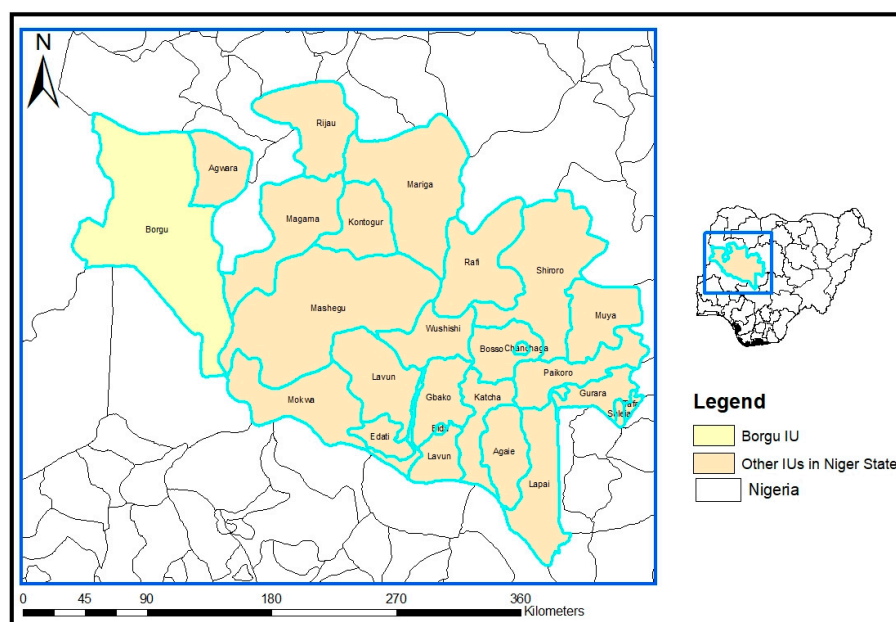 N
Rijau
Agwara
Mariga
Magama
Kontogur
Borgu
Rafi
Shiroro
Mashegu
Muya
Wushishi
Bosso
Chanchaga
Paikoro
Lavun
Gurara
Mokwa
Gbako
Katcha
Tafa
Suleja
Bida
Edati
Lavun
Agaie
Lapai
0 45 90 180 270 360
Kilometers
Legend
Borgu IU
Other IUs in Niger State
Nigeria